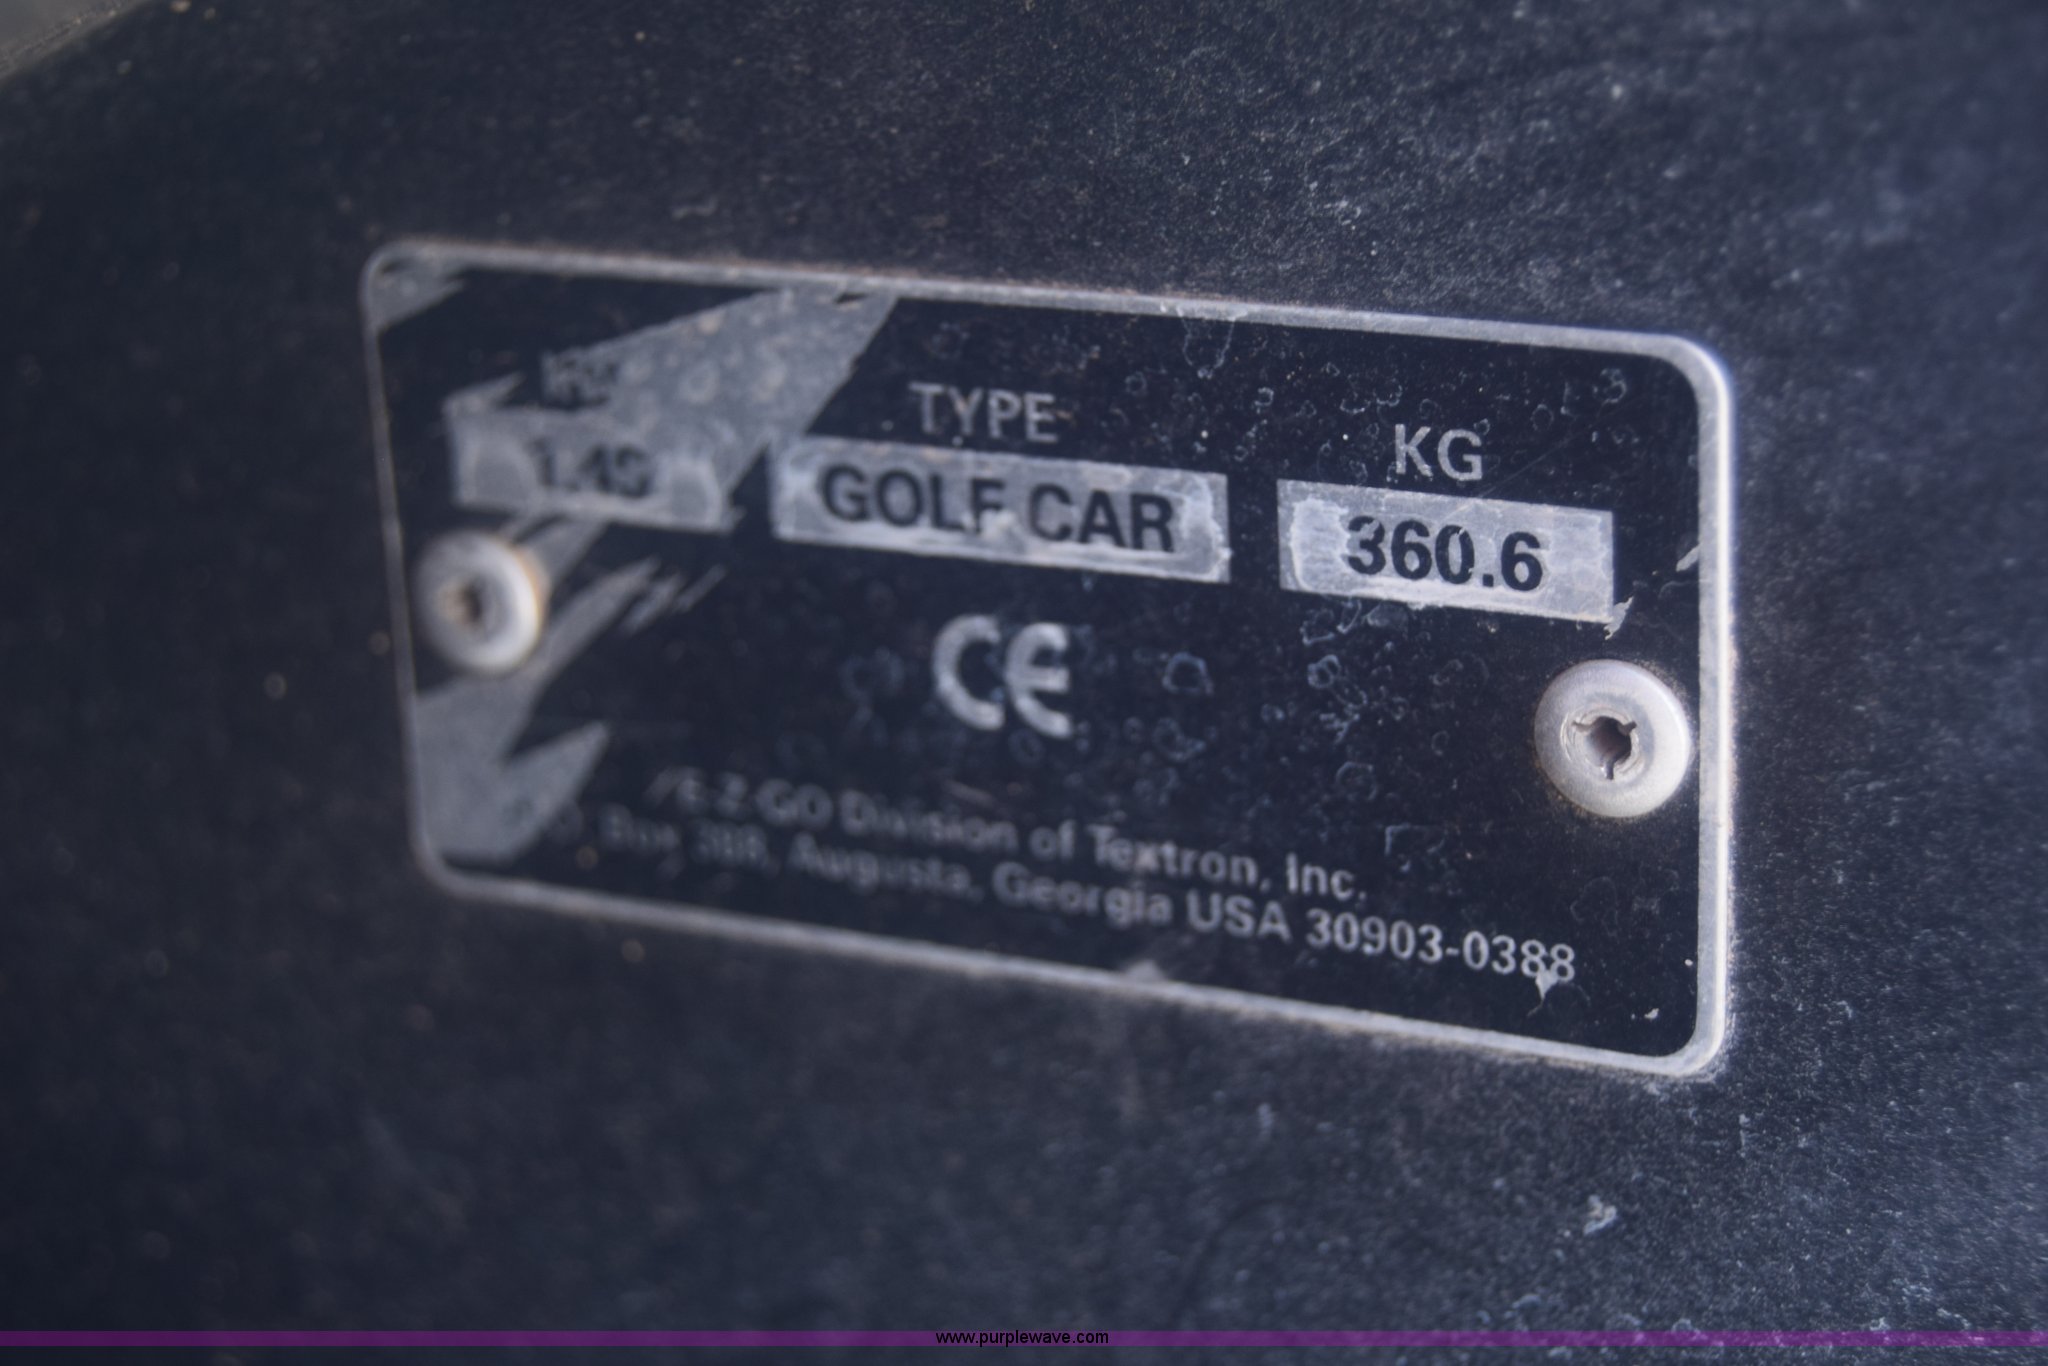 TYPE KG
1.49 GOLF CAR 360.6
CE
E-Z-GO Division of Textron, Inc.
P.O. Box 388, Augusta, Georgia USA 30903-0388
www.purplewave.com